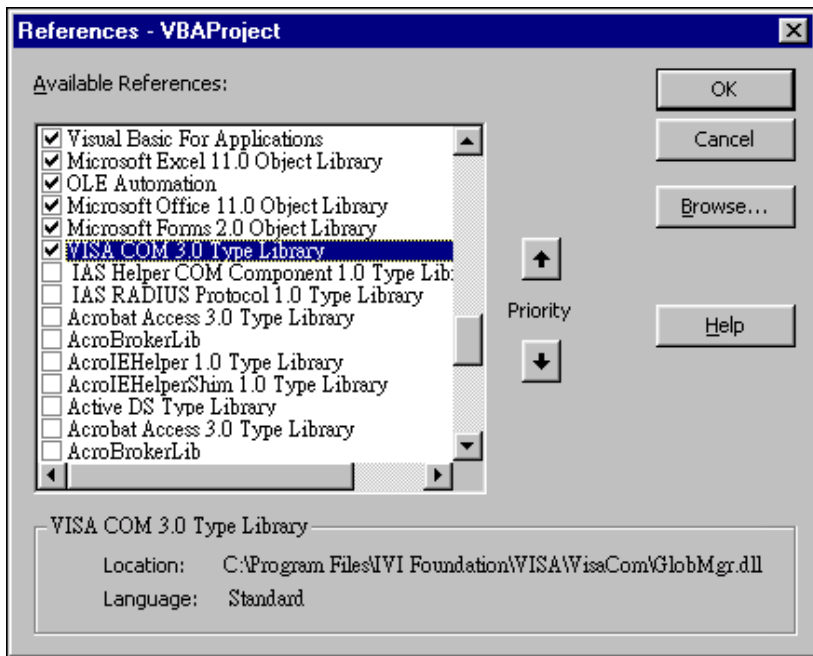 References - VBAProject
Available References:
Visual Basic For Applications
Microsoft Excel 11.0 Object Library
OLE Automation
Microsoft Office 11.0 Object Library
Microsoft Forms 2.0 Object Library
VISA COM 3.0 Type Library
IAS Helper COM Component 1.0 Type Lib:
IAS RADIUS Protocol 1.0 Type Library
Acrobat Access 3.0 Type Library
AcroBrokerLib
AcroIEHelper 1.0 Type Library
AcroIEHelperShim 1.0 Type Library
Active DS Type Library
Acrobat Access 3.0 Type Library
AcroBrokerLib
Priority
OK
Cancel
Browse...
Help
VISA COM 3.0 Type Library
Location: C:\Program Files\IVI Foundation\VISA\VisaCom\GlobMgr.dll
Language: Standard